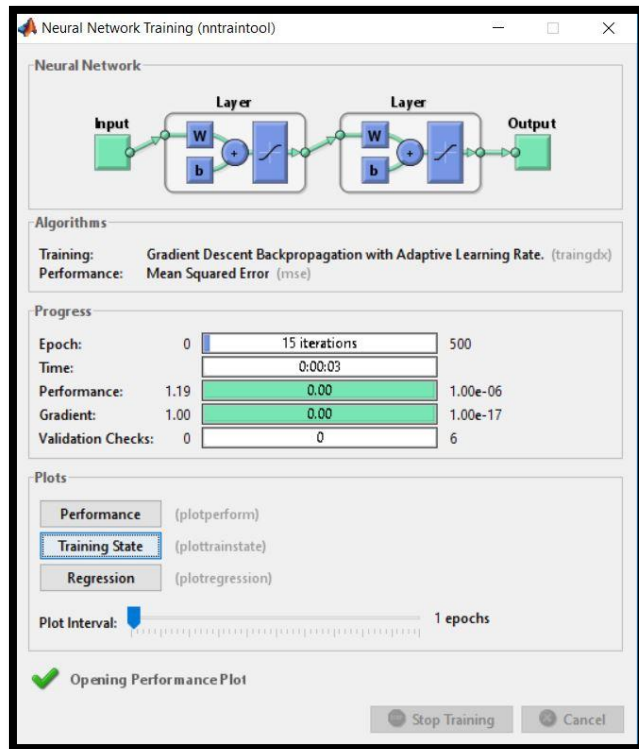 Neural Network Training (nntraintool)
Neural Network
Layer Layer
Input Output
W W
b b
Algorithms
Training: Gradient Descent Backpropagation with Adaptive Learning Rate. (traingdx)
Performance: Mean Squared Error (mse)
Progress
Epoch: 0 15 iterations 500
Time: 0:00:03
Performance: 1.19 0.00 1.00e-06
Gradient: 1.00 0.00 1.00e-17
Validation Checks: 0 0 6
Plots
Performance (plotperform)
Training State (plottrainstate)
Regression (plotregression)
Plot Interval: 1 epochs
Opening Performance Plot
Stop Training Cancel